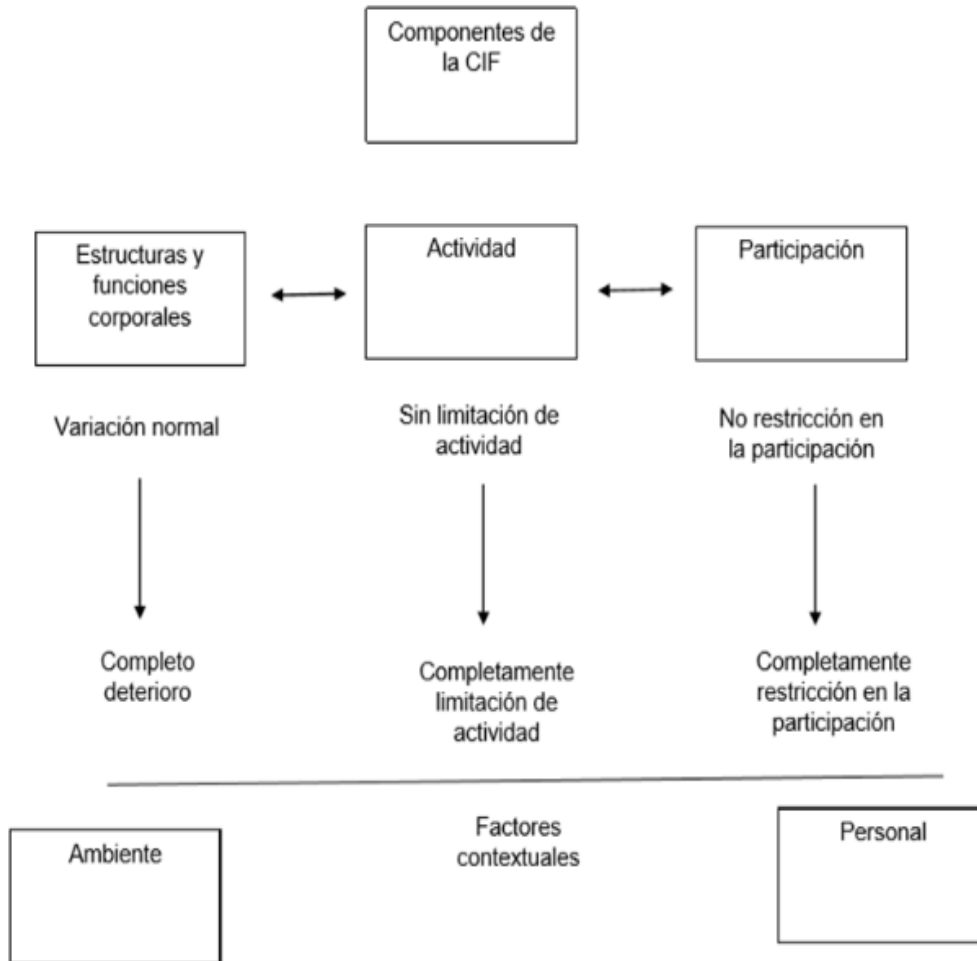 Componentes de
la CIF
Estructuras y
funciones
corporales
Actividad
Participación
Variación normal
Sin limitación de
actividad
No restricción en
la participación
Completo
deterioro
Completamente
limitación de
actividad
Completamente
restricción en la
participación
Ambiente
Factores
contextuales
Personal